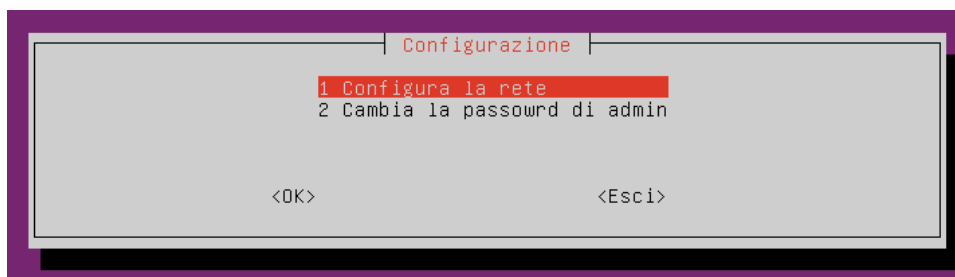 Configurazione
1 Configura la rete
2 Cambia la passowrd di admin
<OK> <Esci>